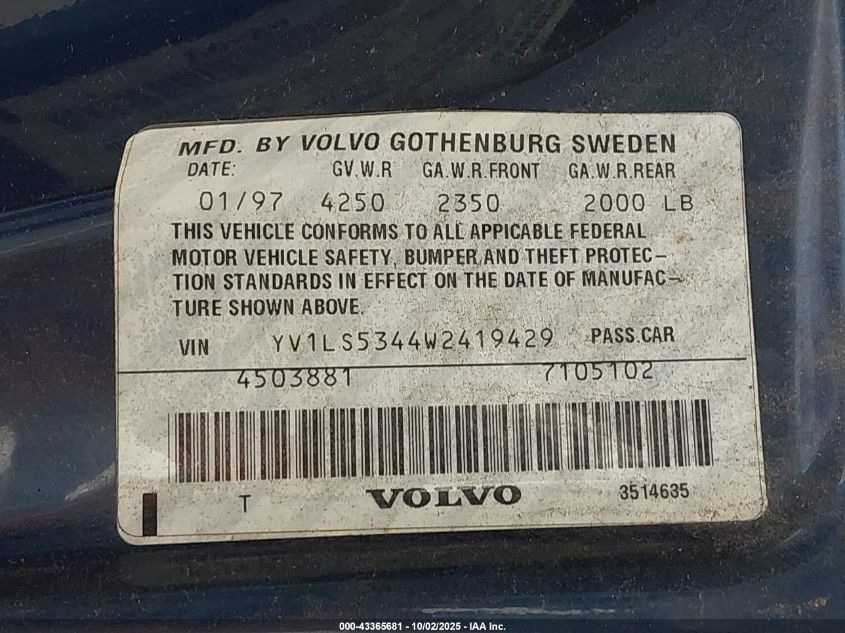 MFD. BY VOLVO GOTHENBURG SWEDEN
DATE: GV.W.R GA.W.R.FRONT GA.W.R.REAR
01/97 4250 2350 2000 LB
THIS VEHICLE CONFORMS TO ALL APPICABLE FEDERAL
MOTOR VEHICLE SAFETY, BUMPER AND THEFT PROTEC-
TION STANDARDS IN EFFECT ON THE DATE OF MANUFAC-
TURE SHOWN ABOVE.
VIN YV1LS5344W2419429 PASS.CAR
4503881 7105102
T VOLVO 3514635
000-43365681 - 10/02/2025 - IAA Inc.